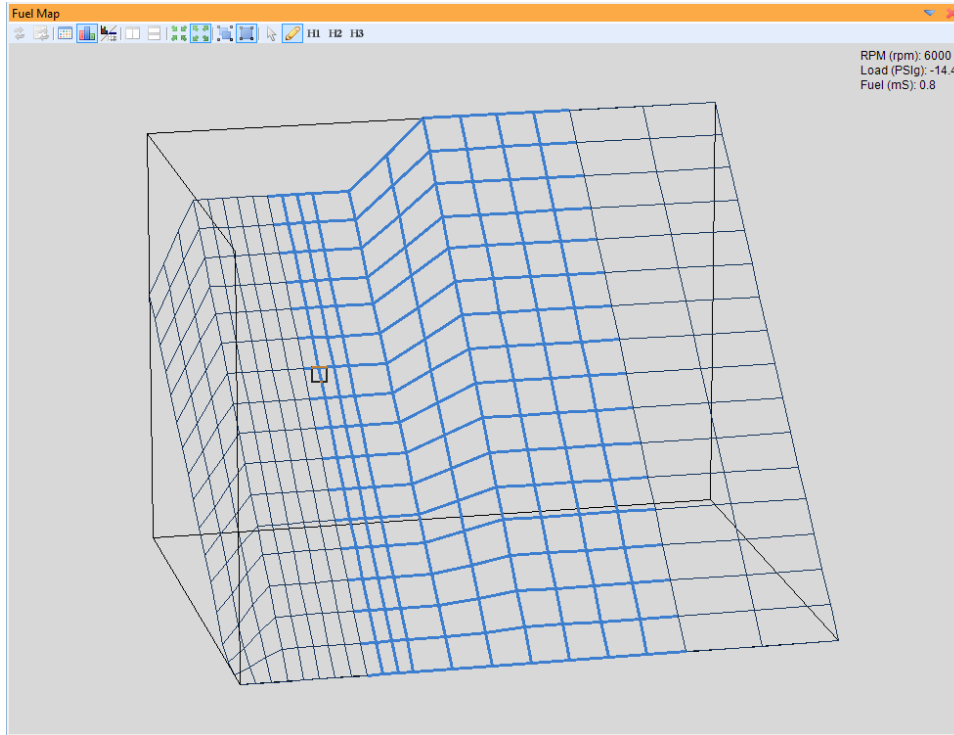 Fuel Map
H1 H2 H3
RPM (rpm): 6000
Load (PSIg): -14.4
Fuel (mS): 0.8